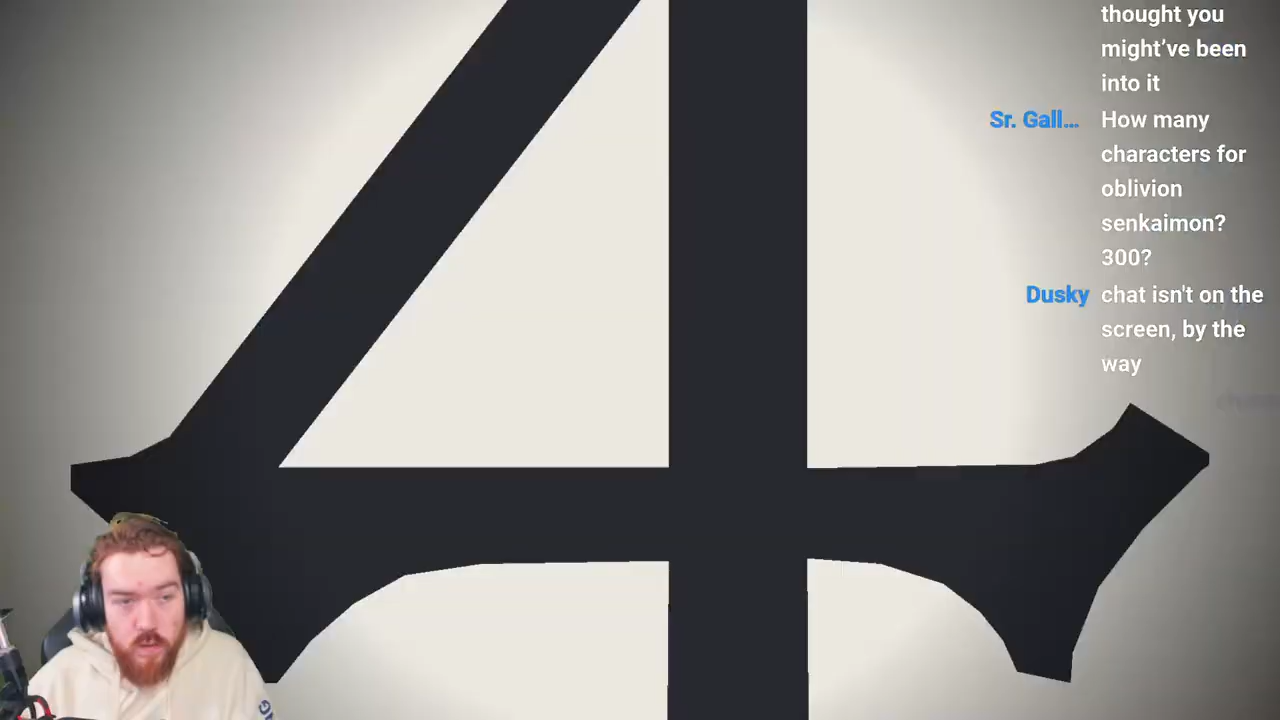 4
thought you
might've been
into it
Sr. Gall… How many
characters for
oblivion
senkaimon?
300?
Dusky chat isn't on the
screen, by the
way